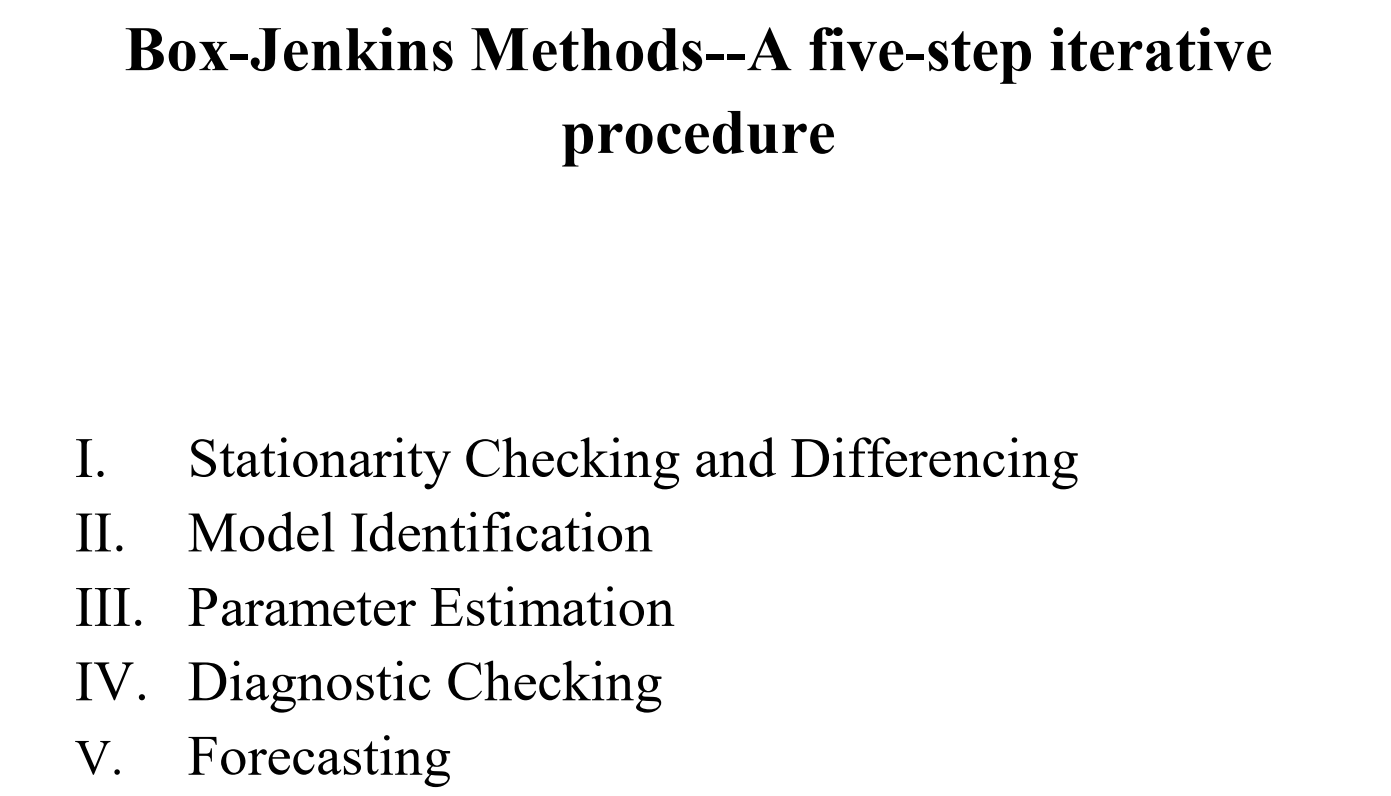 Box-Jenkins Methods--A five-step iterative
procedure
I. Stationarity Checking and Differencing
II. Model Identification
III. Parameter Estimation
IV. Diagnostic Checking
V. Forecasting